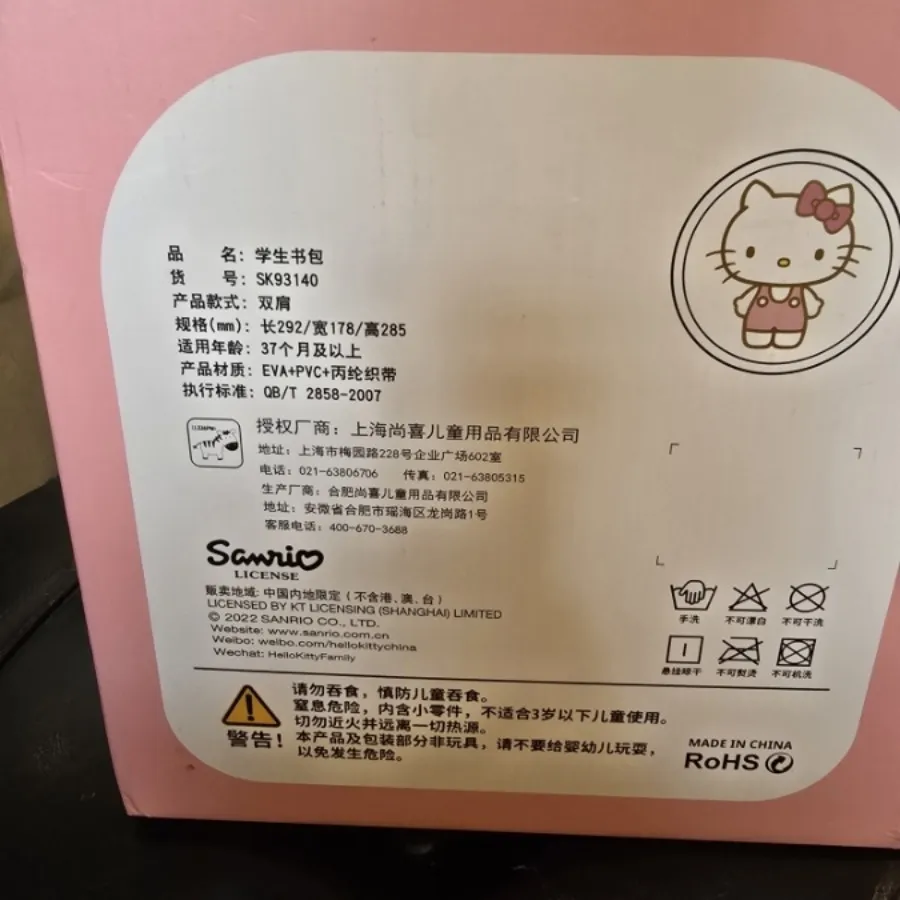 品 名：学生书包
货 号：SK93140
产品款式：双肩
规格(mm)：长292/宽178/高285
适用年龄：37个月及以上
产品材质：EVA+PVC+丙纶织带
执行标准：QB/T 2858-2007
授权厂商：上海尚喜儿童用品有限公司
地址：上海市梅园路228号企业广场602室
电话：021-63806706 传真：021-63805315
生产厂商：合肥尚喜儿童用品有限公司
地址：安徽省合肥市瑶海区龙岗路1号
客服电话：400-670-3688
Sanrio
LICENSE
贩卖地域：中国内地限定（不含港、澳、台）
LICENSED BY KT LICENSING (SHANGHAI) LIMITED
© 2022 SANRIO CO., LTD.
Website: www.sanrio.com.cn
Weibo: weibo.com/hellokittychina
Wechat: HelloKittyFamily
手洗 不可漂白 不可干洗
悬挂晾干 不可熨烫 不可机洗
警告!
请勿吞食，慎防儿童吞食。
窒息危险，内含小零件，不适合3岁以下儿童使用。
切勿近火并远离一切热源。
本产品及包装部分非玩具，请不要给婴幼儿玩耍，
以免发生危险。
MADE IN CHINA
RoHS